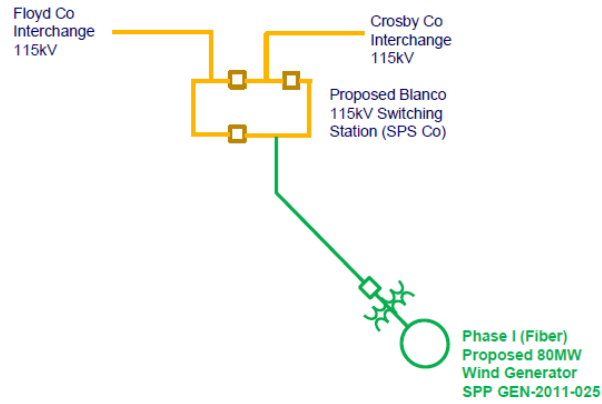 Floyd Co
Interchange
115kV
Crosby Co
Interchange
115kV
Proposed Blanco
115kV Switching
Station (SPS Co)
Phase I (Fiber)
Proposed 80MW
Wind Generator
SPP GEN-2011-025